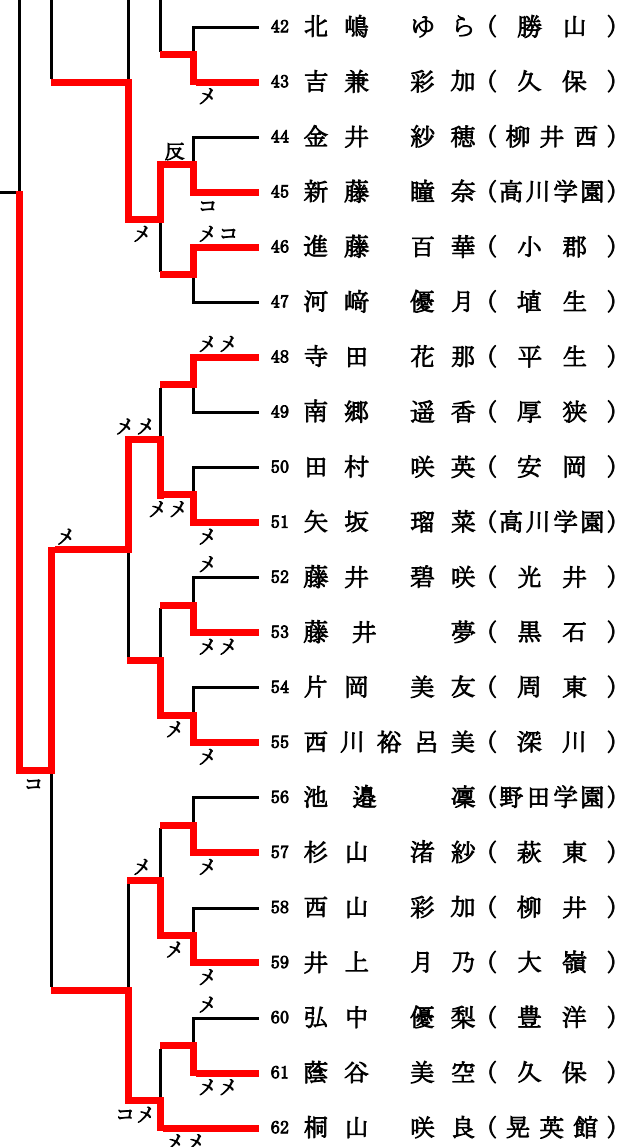 42 北嶋 ゆら (勝山)
43 吉兼 彩加 (久保)
メ
44 金井 紗穂 (柳井西)
反
45 新藤 瞳奈 (高川学園)
コ
メ
メコ
46 進藤 百華 (小郡)
47 河﨑 優月 (埴生)
メメ
48 寺田 花那 (平生)
49 南郷 遥香 (厚狭)
メメ
50 田村 咲英 (安岡)
メメ
51 矢坂 瑠菜 (高川学園)
メ
メ
メ
52 藤井 碧咲 (光井)
53 藤井 夢 (黒石)
メメ
54 片岡 美友 (周東)
メ
55 西川裕呂美 (深川)
メ
コ
56 池邉 凜 (野田学園)
57 杉山 渚紗 (萩東)
メ
メ
58 西山 彩加 (柳井)
メ
59 井上 月乃 (大嶺)
メ
メ
60 弘中 優梨 (豊洋)
61 蔭谷 美空 (久保)
メメ
コメ
62 桐山 咲良 (晃英館)
メメ